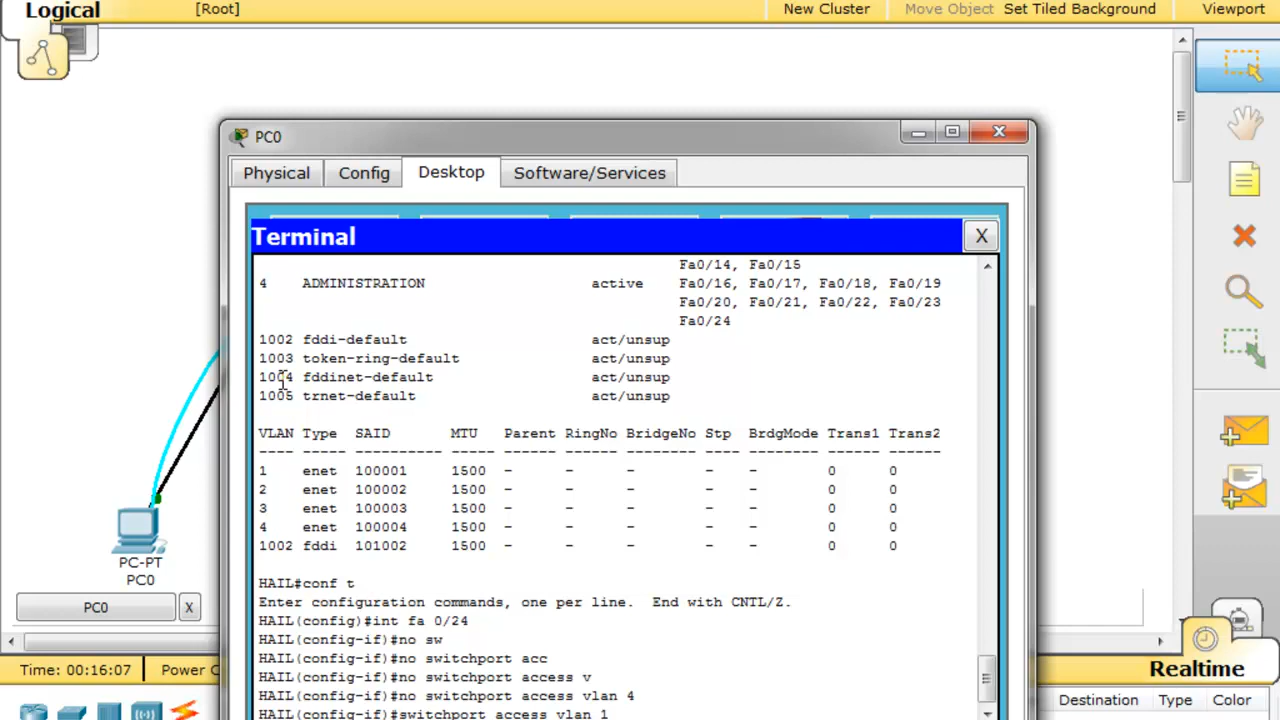 Logical
[Root]
New Cluster
Move Object
Set Tiled Background
Viewport
PC0
Physical
Config
Desktop
Software/Services
Terminal
X
Fa0/14, Fa0/15
4 ADMINISTRATION active Fa0/16, Fa0/17, Fa0/18, Fa0/19
Fa0/20, Fa0/21, Fa0/22, Fa0/23
Fa0/24
1002 fddi-default act/unsup
1003 token-ring-default act/unsup
1004 fddinet-default act/unsup
1005 trnet-default act/unsup
VLAN Type SAID MTU Parent RingNo BridgeNo Stp BrdgMode Trans1 Trans2
---- ----- ---------- ----- ------ ------ -------- ---- -------- ------ ------
1 enet 100001 1500 - - - - - 0 0
2 enet 100002 1500 - - - - - 0 0
3 enet 100003 1500 - - - - - 0 0
4 enet 100004 1500 - - - - - 0 0
1002 fddi 101002 1500 - - - - - 0 0
HAIL#conf t
Enter configuration commands, one per line. End with CNTL/Z.
HAIL(config)#int fa 0/24
HAIL(config-if)#no sw
HAIL(config-if)#no switchport acc
HAIL(config-if)#no switchport access v
HAIL(config-if)#no switchport access vlan 4
HAIL(config-if)#switchport access vlan 1
PC-PT
PC0
PC0
X
Time: 00:16:07
Power C
Realtime
Destination
Type
Color